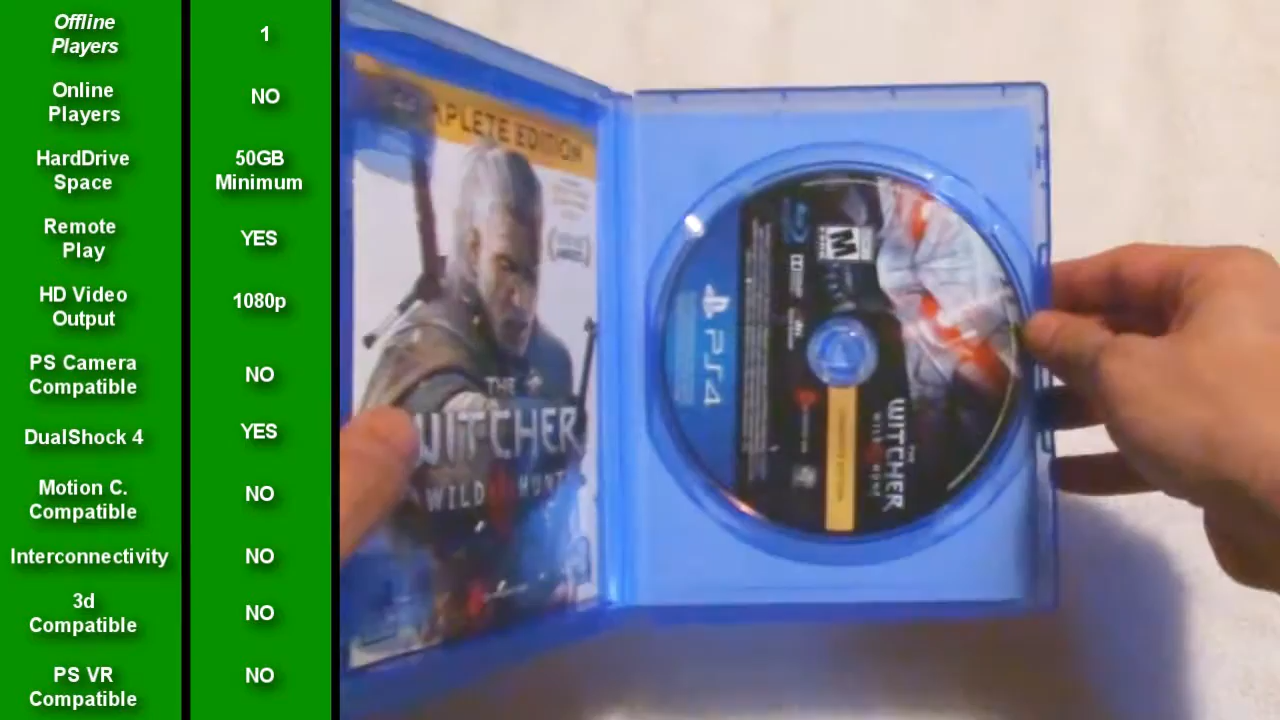 Offline
Players
1
Online
Players
NO
HardDrive
Space
50GB
Minimum
Remote
Play
YES
HD Video
Output
1080p
PS Camera
Compatible
NO
DualShock 4
YES
Motion C.
Compatible
NO
Interconnectivity
NO
3d
Compatible
NO
PS VR
Compatible
NO
EDITION
THE
WITCHER
WILD HUNT
PS4
M
THE
WITCHER
WILD HUNT